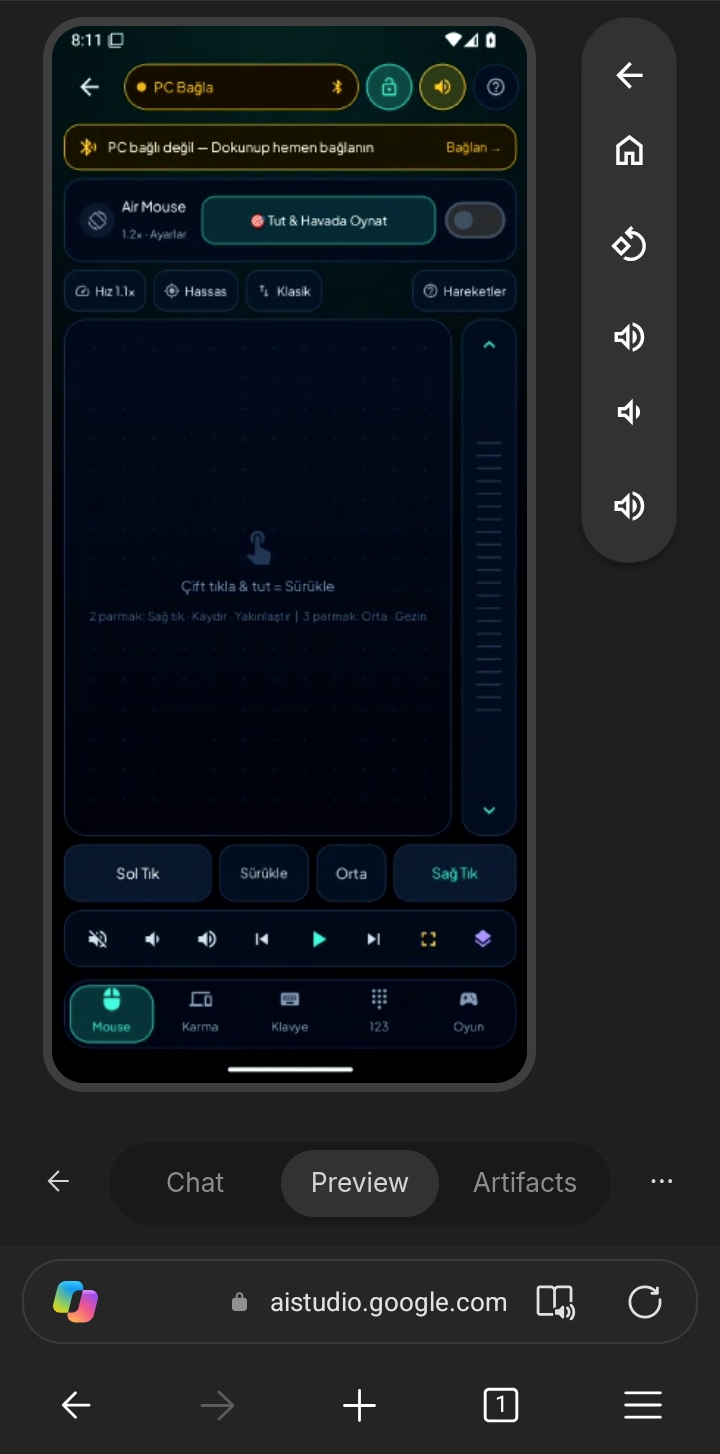 8:11
PC Bağla
PC bağlı değil — Dokunup hemen bağlanın
Bağlan →
Air Mouse
1.2x · Ayarlar
🎯 Tut & Havada Oynat
Hız 1.1x
Hassas
Klasik
Hareketler
Çift tıkla & tut = Sürükle
2 parmak: Sağ tık · Kaydır · Yakınlaştır | 3 parmak: Orta · Gezin
Sol Tık
Sürükle
Orta
Sağ Tık
Mouse
Karma
Klavye
123
Oyun
Chat
Preview
Artifacts
aistudio.google.com
1